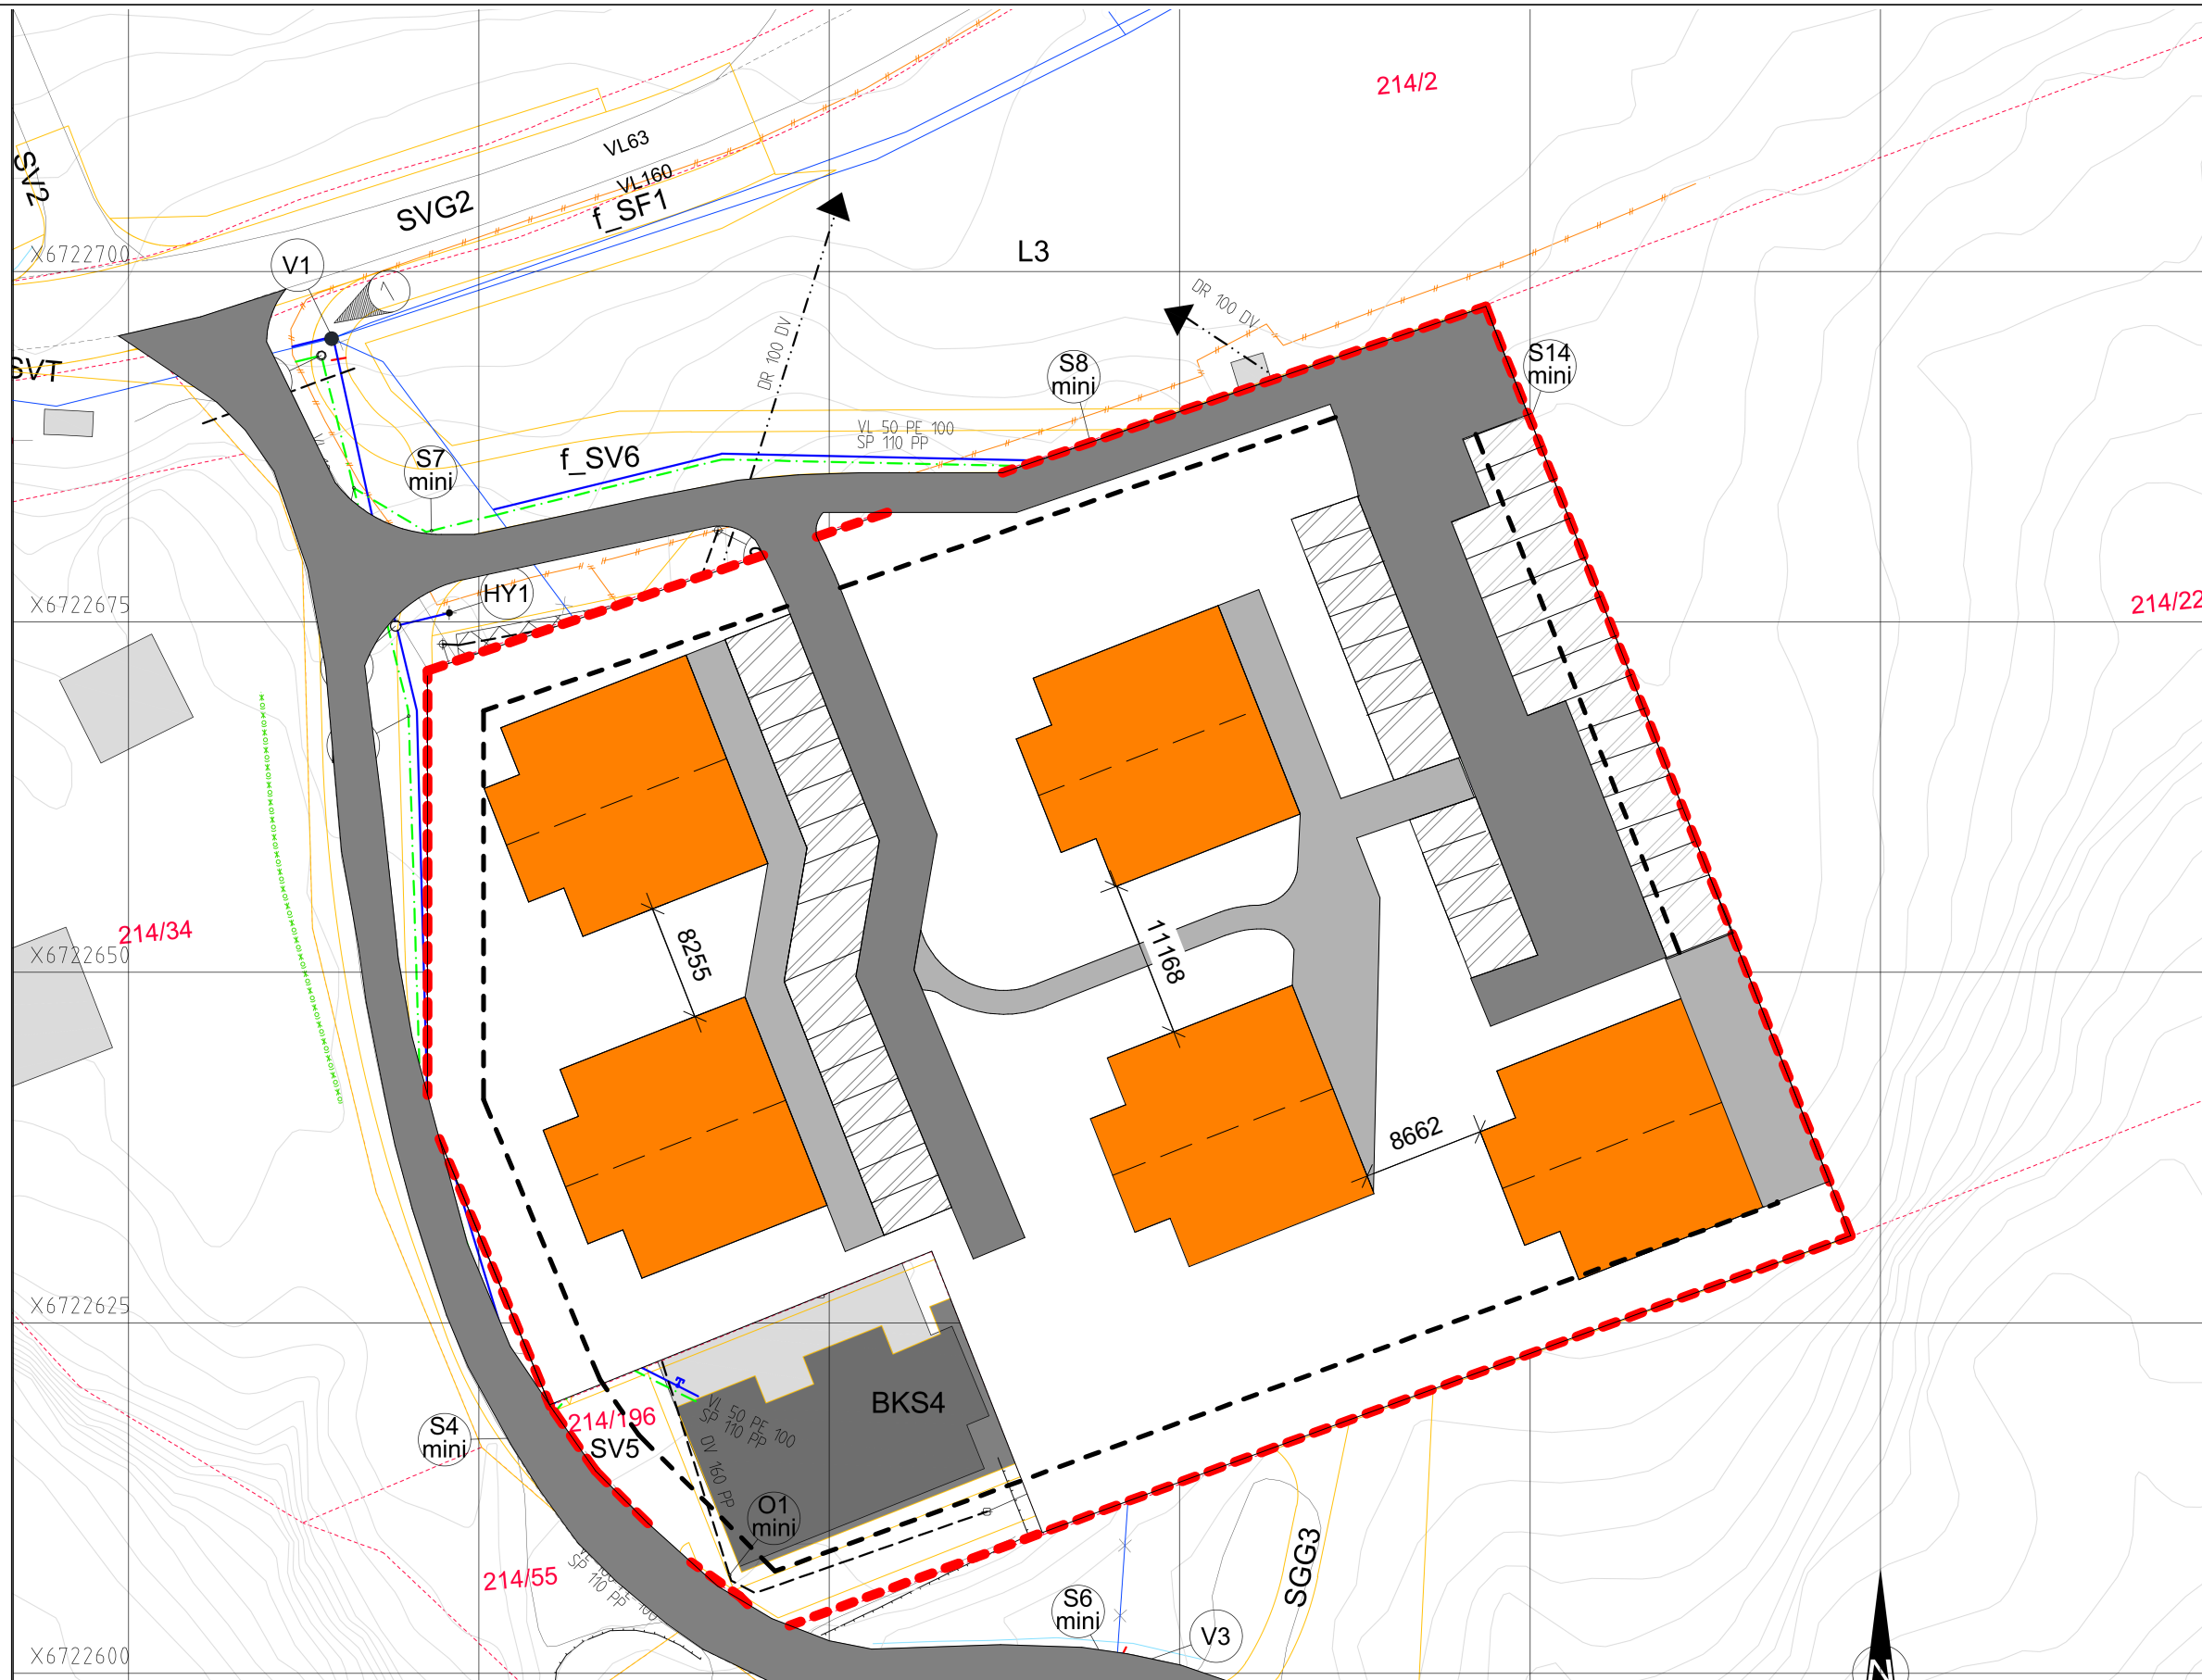 214/2
VL63
VL160
SV2
SVG2
f_SF1
X6722700
V1
1
L3
DR 100 DV
DR 100 DV
SVT
S8
mini
S14
mini
VL 50 PE 100
SP 110 PP
f_SV6
S7
mini
X6722675
HY1
214/22
214/34
8255
11168
X6722650
8662
X6722625
BKS4
214/196
SV5
VL 50 PE 100
SP 110 PP
OV 160 PP
S4
mini
O1
mini
214/55
SP 110 PP
SGG3
S6
mini
V3
X6722600
N